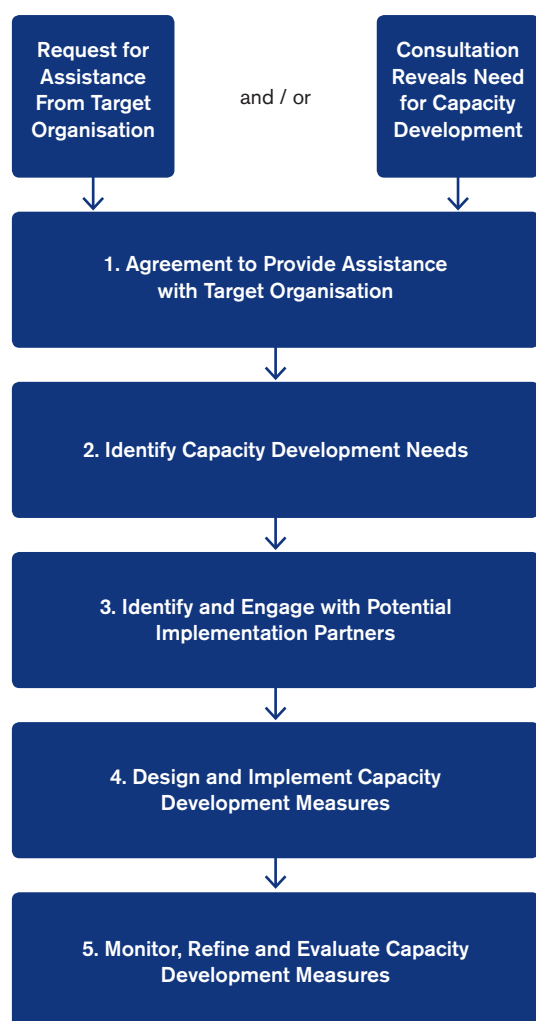 Request for
Assistance
From Target
Organisation
and / or
Consultation
Reveals Need
for Capacity
Development
1. Agreement to Provide Assistance
with Target Organisation
2. Identify Capacity Development Needs
3. Identify and Engage with Potential
Implementation Partners
4. Design and Implement Capacity
Development Measures
5. Monitor, Refine and Evaluate Capacity
Development Measures